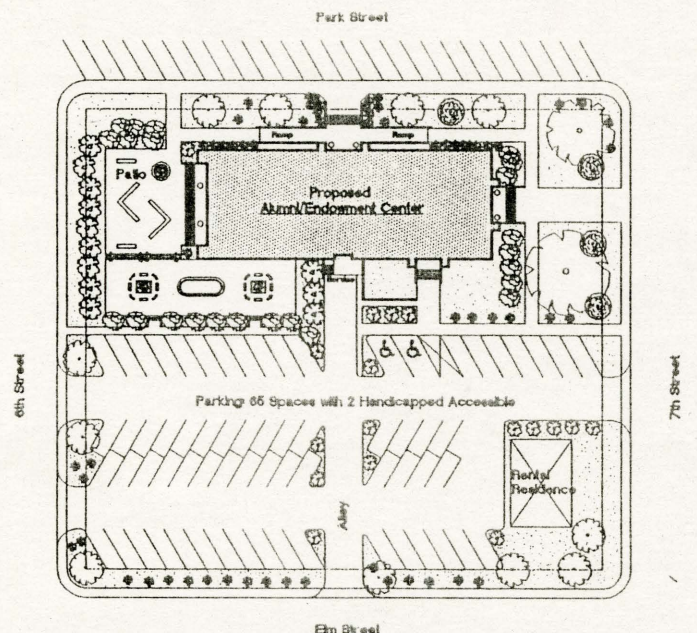 Park Street
Ramp
Ramp
Patio
Proposed
Alumni/Endowment Center
6th Street
7th Street
Parking: 65 Spaces with 2 Handicapped Accessible
Rental
Residence
Alley
Elm Street